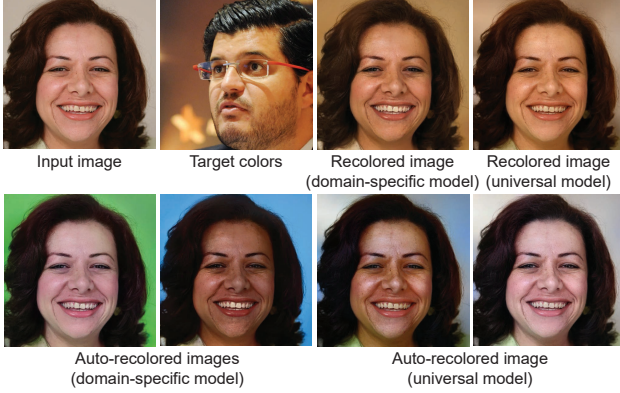 Input image
Target colors
Recolored image
(domain-specific model)
Recolored image
(universal model)
Auto-recolored images
(domain-specific model)
Auto-recolored image
(universal model)